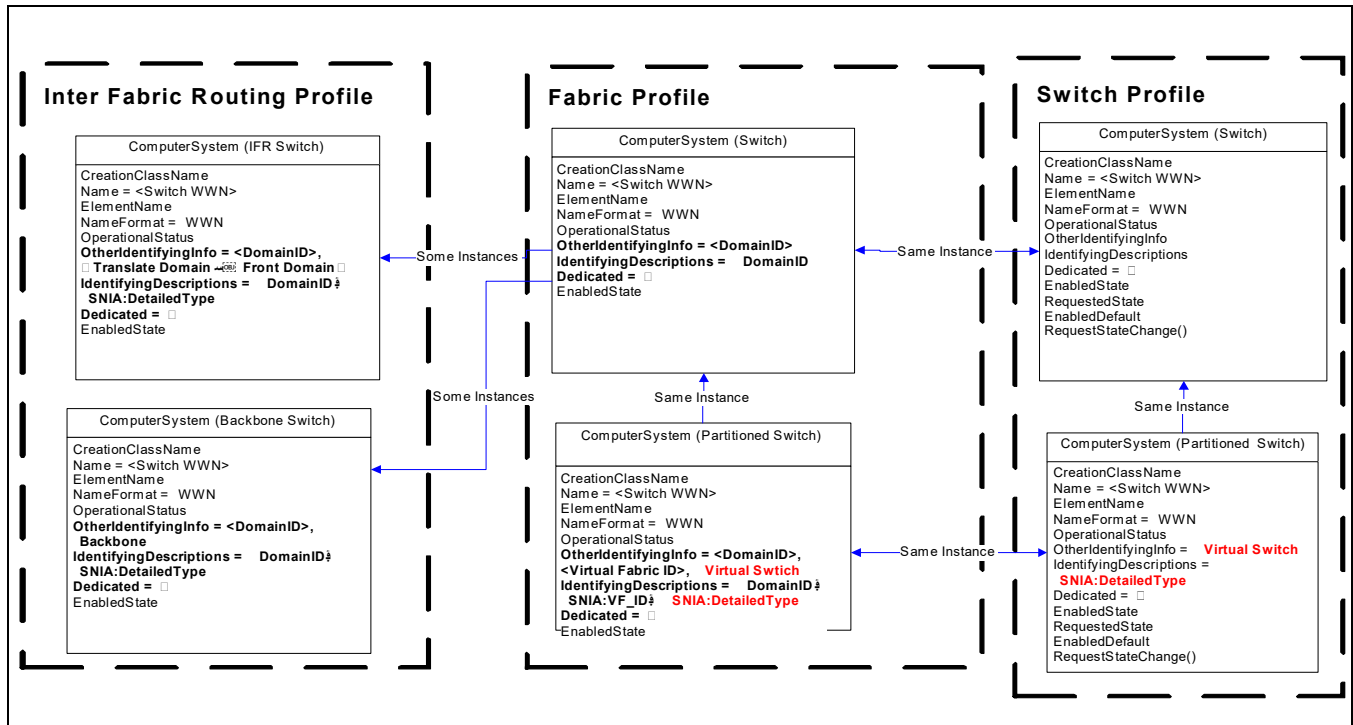 Inter Fabric Routing Profile
ComputerSystem (IFR Switch)
CreationClassName
Name = <Switch WWN>
ElementName
NameFormat = WWN
OperationalStatus
OtherIdentifyingInfo = <DomainID>,
Translate Domain Front Domain
IdentifyingDescriptions = DomainID
SNIA:DetailedType
Dedicated =
EnabledState
ComputerSystem (Backbone Switch)
CreationClassName
Name = <Switch WWN>
ElementName
NameFormat = WWN
OperationalStatus
OtherIdentifyingInfo = <DomainID>,
Backbone
IdentifyingDescriptions = DomainID
SNIA:DetailedType
Dedicated =
EnabledState
Some Instances
Some Instances
Fabric Profile
ComputerSystem (Switch)
CreationClassName
Name = <Switch WWN>
ElementName
NameFormat = WWN
OperationalStatus
OtherIdentifyingInfo = <DomainID>
IdentifyingDescriptions = DomainID
Dedicated =
EnabledState
Same Instance
ComputerSystem (Partitioned Switch)
CreationClassName
Name = <Switch WWN>
ElementName
NameFormat = WWN
OperationalStatus
OtherIdentifyingInfo = <DomainID>,
<Virtual Fabric ID>, Virtual Swtich
IdentifyingDescriptions = DomainID
SNIA:VF_ID SNIA:DetailedType
Dedicated =
EnabledState
Same Instance
Same Instance
Switch Profile
ComputerSystem (Switch)
CreationClassName
Name = <Switch WWN>
ElementName
NameFormat = WWN
OperationalStatus
OtherIdentifyingInfo
IdentifyingDescriptions
Dedicated =
EnabledState
RequestedState
EnabledDefault
RequestStateChange()
Same Instance
ComputerSystem (Partitioned Switch)
CreationClassName
Name = <Switch WWN>
ElementName
NameFormat = WWN
OperationalStatus
OtherIdentifyingInfo = Virtual Switch
IdentifyingDescriptions =
SNIA:DetailedType
Dedicated =
EnabledState
RequestedState
EnabledDefault
RequestStateChange()